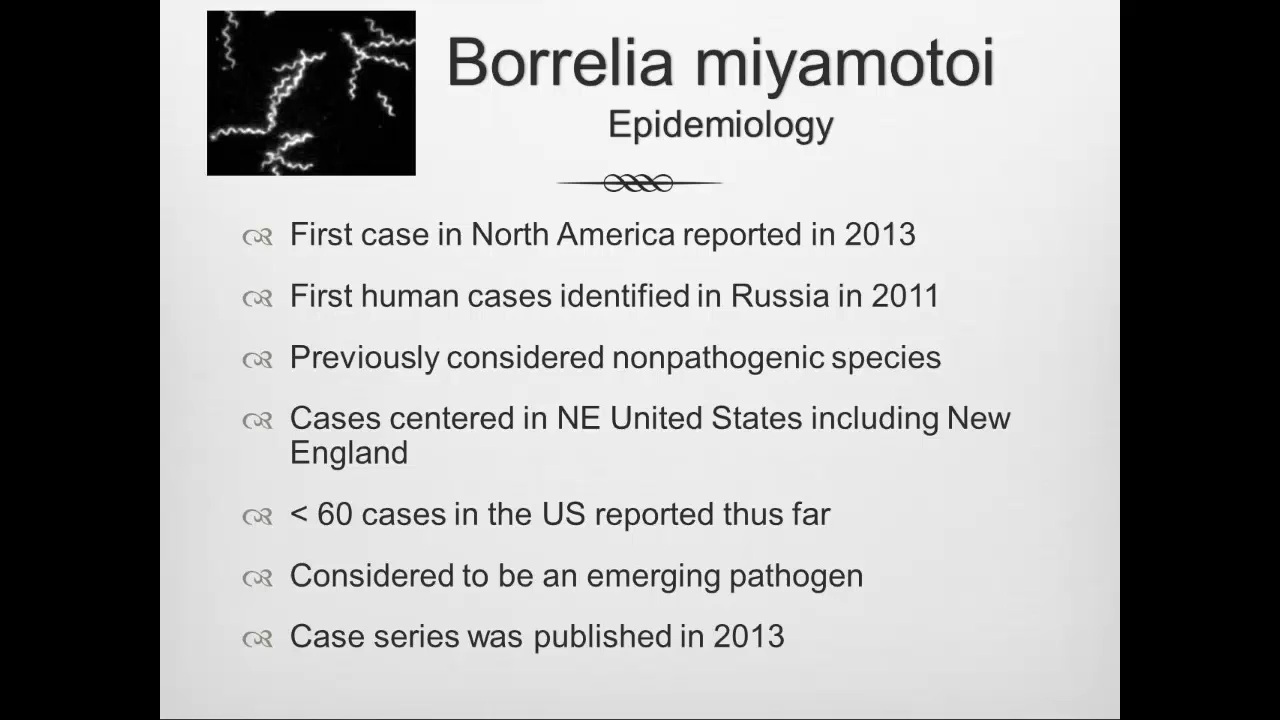 Borrelia miyamotoi
Epidemiology
First case in North America reported in 2013
First human cases identified in Russia in 2011
Previously considered nonpathogenic species
Cases centered in NE United States including New
England
< 60 cases in the US reported thus far
Considered to be an emerging pathogen
Case series was published in 2013